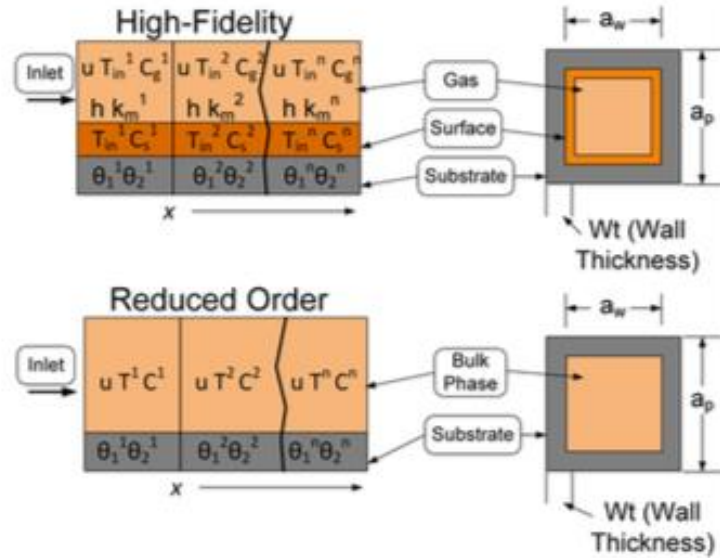 High-Fidelity
Inlet
u T_in^1 C_g^1 u T_in^2 C_g^2 u T_in^n C_g^n
h k_m^1 h k_m^2 h k_m^n
T_in^1 C_s^1 T_in^2 C_s^2 T_in^n C_s^n
θ_1^1 θ_2^1 θ_1^2 θ_2^2 θ_1^n θ_2^n
x
Gas
Surface
Substrate
a_w
a_p
Wt (Wall
Thickness)
Reduced Order
Inlet
u T^1 C^1 u T^2 C^2 u T^n C^n
θ_1^1 θ_2^1 θ_1^2 θ_2^2 θ_1^n θ_2^n
x
Bulk
Phase
Substrate
a_w
a_p
Wt (Wall
Thickness)